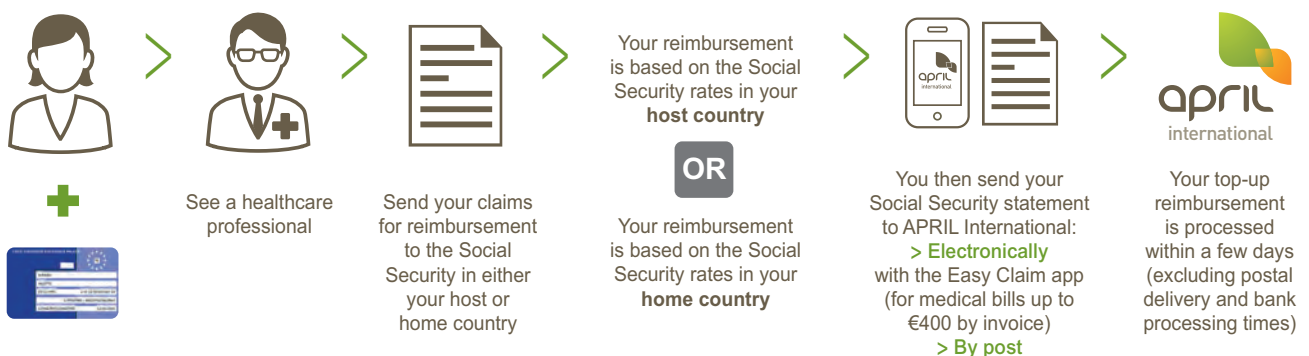 See a healthcare
professional
Send your claims
for reimbursement
to the Social
Security in either
your host or
home country
Your reimbursement
is based on the Social
Security rates in your
host country
OR
Your reimbursement
is based on the Social
Security rates in your
home country
april
international
You then send your
Social Security statement
to APRIL International:
> Electronically
with the Easy Claim app
(for medical bills up to
€400 by invoice)
> By post
april
international
Your top-up
reimbursement
is processed
within a few days
(excluding postal
delivery and bank
processing times)